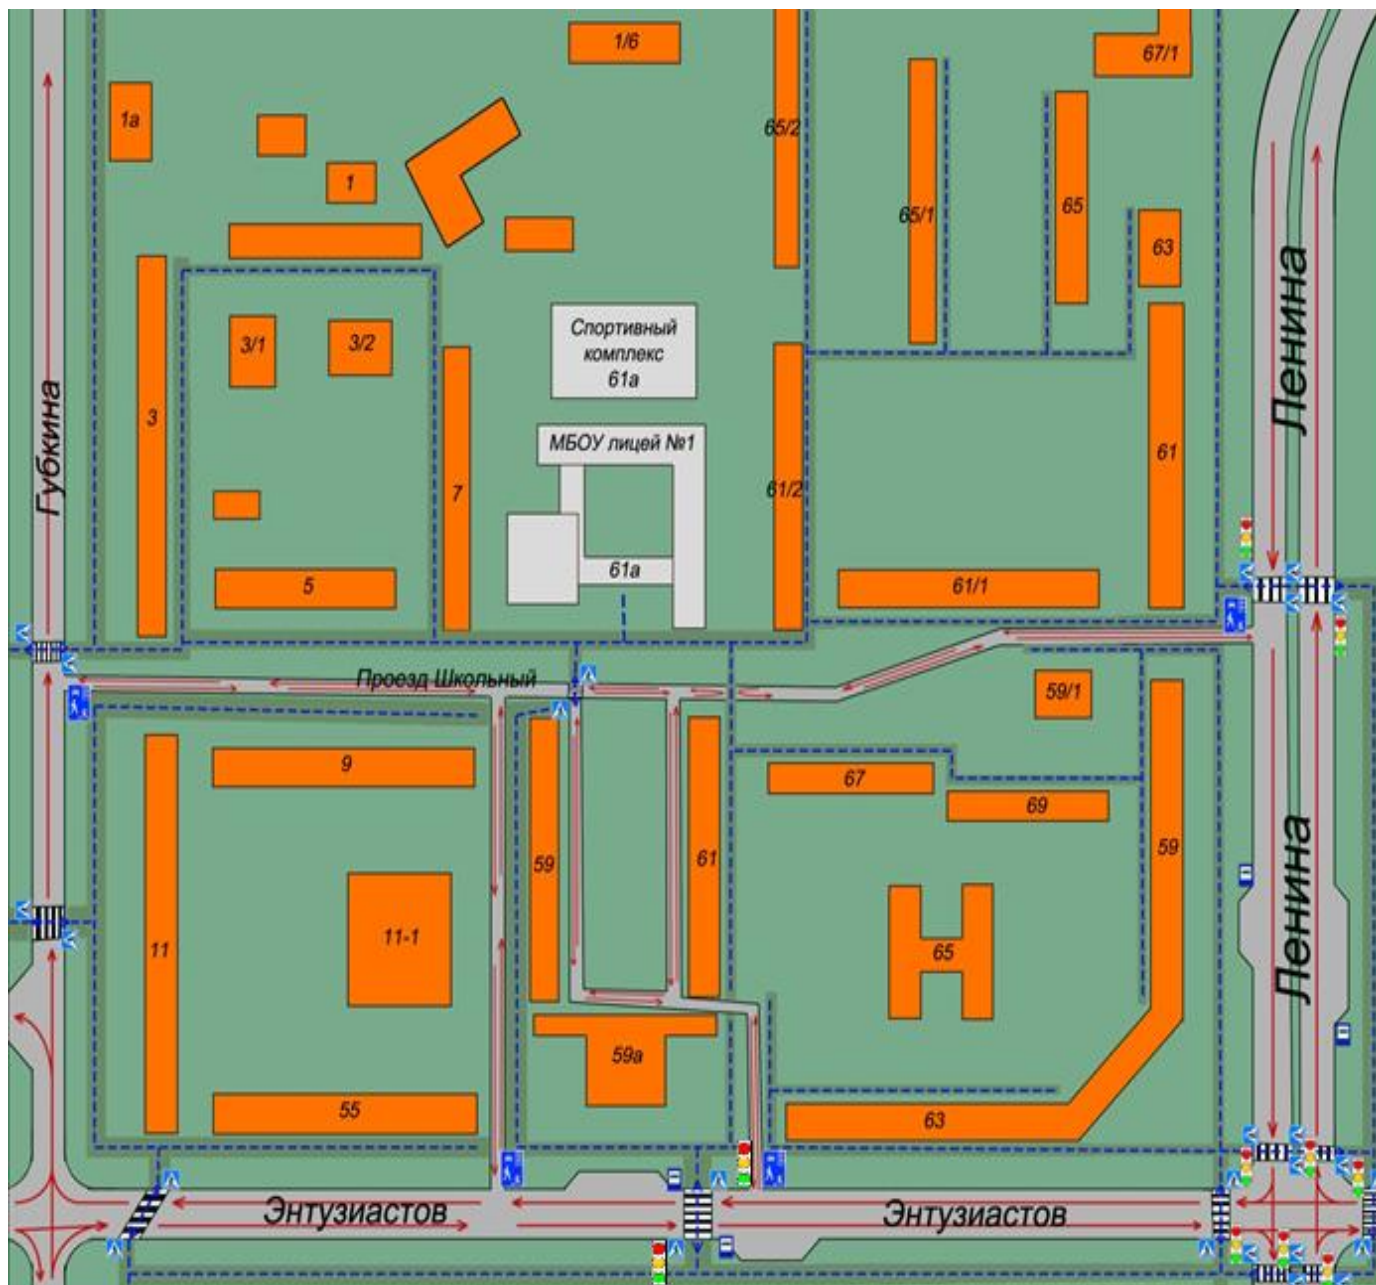 1/6
67/1
1а
65/2
1
65/1
65
63
Ленина
3/1
3/2
Спортивный
комплекс
61а
Губкина
3
МБОУ лицей №1
61
7
61/2
5
61а
61/1
Проезд Школьный
59/1
9
67
69
59
61
59
Ленина
11
11-1
65
59а
55
63
Энтузиастов
Энтузиастов